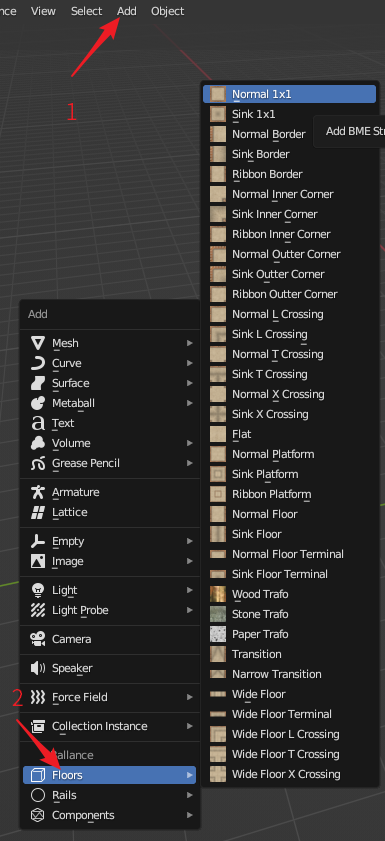 nce View Select Add Object
1
Normal 1x1
Sink 1x1
Normal Border
Add BME Str
Sink Border
Ribbon Border
Normal Inner Corner
Sink Inner Corner
Ribbon Inner Corner
Normal Outter Corner
Sink Outter Corner
Ribbon Outter Corner
Normal L Crossing
Sink L Crossing
Normal T Crossing
Sink T Crossing
Normal X Crossing
Sink X Crossing
Flat
Normal Platform
Sink Platform
Ribbon Platform
Normal Floor
Sink Floor
Normal Floor Terminal
Sink Floor Terminal
Wood Trafo
Stone Trafo
Paper Trafo
Transition
Narrow Transition
Wide Floor
Wide Floor Terminal
Wide Floor L Crossing
Wide Floor T Crossing
Wide Floor X Crossing
Add
Mesh
Curve
Surface
Metaball
Text
Volume
Grease Pencil
Armature
Lattice
Empty
Image
Light
Light Probe
Camera
Speaker
Force Field
2
Collection Instance
allance
Floors
Rails
Components